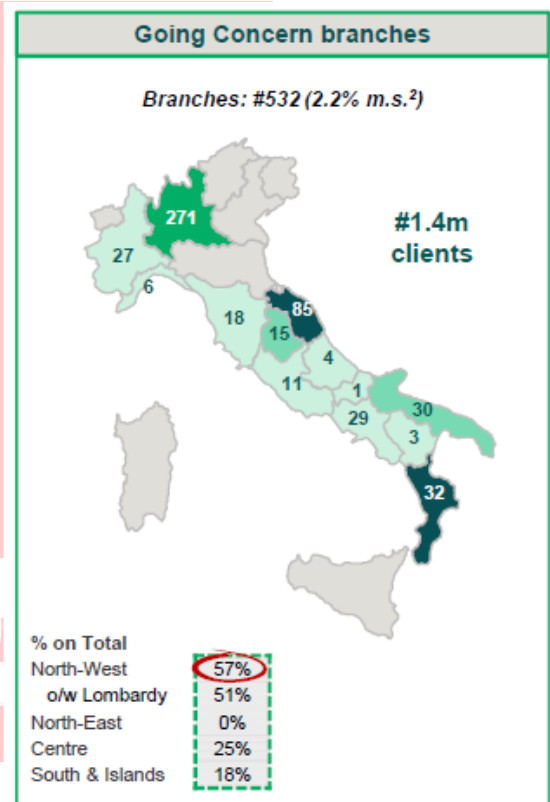 Going Concern branches
Branches: #532 (2.2% m.s.²)
#1.4m
clients
271
27
6
18
85
15
4
11
1
29
30
3
32
% on Total
North-West 57%
o/w Lombardy 51%
North-East 0%
Centre 25%
South & Islands 18%